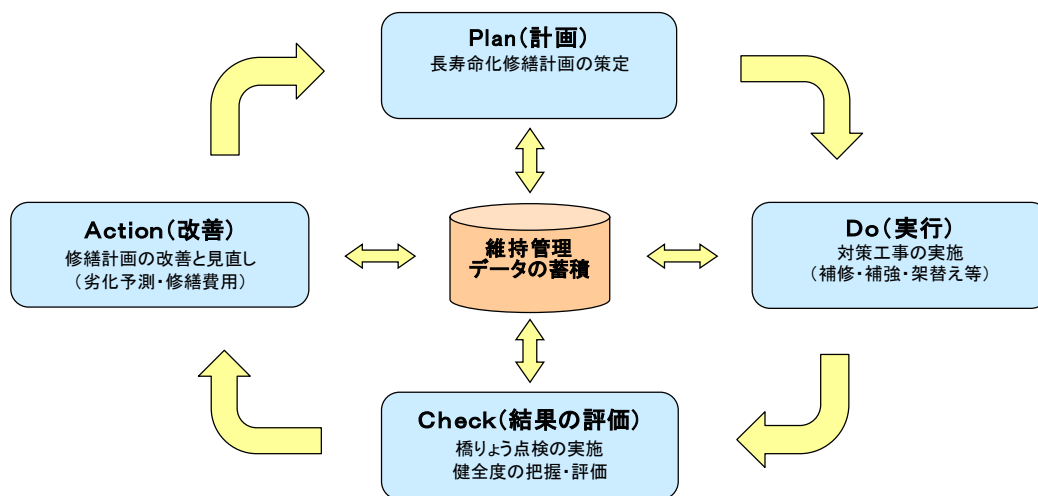 Plan(計画)
長寿命化修繕計画の策定
Action(改善)
修繕計画の改善と見直し
(劣化予測・修繕費用)
維持管理
データの蓄積
Do(実行)
対策工事の実施
(補修・補強・架替え等)
Check(結果の評価)
橋りょう点検の実施
健全度の把握・評価